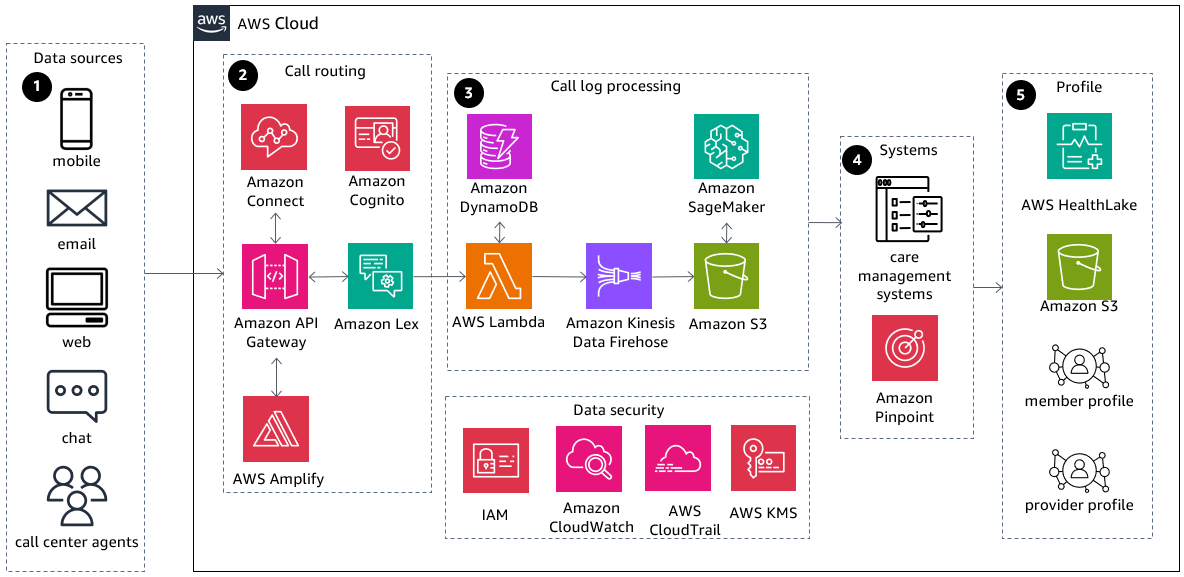 aws
AWS Cloud
Data sources
1
mobile
email
web
chat
call center agents
2
Call routing
Amazon
Connect
Amazon
Cognito
Amazon API
Gateway
Amazon Lex
AWS Amplify
3
Call log processing
Amazon
DynamoDB
Amazon
SageMaker
AWS Lambda
Amazon Kinesis
Data Firehose
Amazon S3
Data security
IAM
Amazon
CloudWatch
AWS
CloudTrail
AWS KMS
4
Systems
care
management
systems
Amazon
Pinpoint
5
Profile
AWS HealthLake
Amazon S3
member profile
provider profile